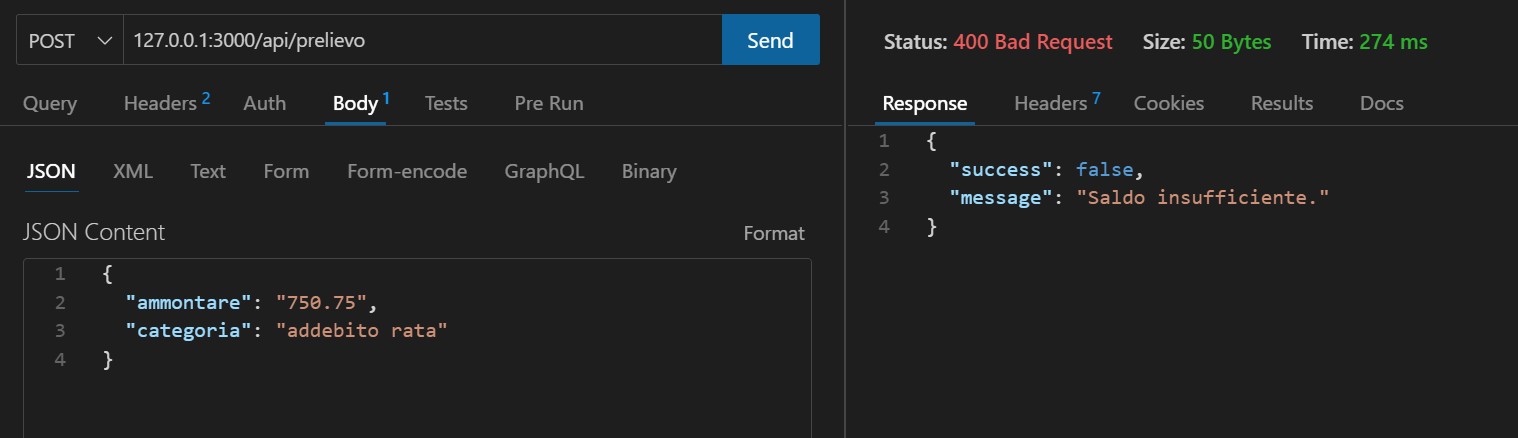 POST 127.0.0.1:3000/api/prelievo Send
Query Headers 2 Auth Body 1 Tests Pre Run
JSON XML Text Form Form-encode GraphQL Binary
JSON Content Format
1 {
2 "ammontare": "750.75",
3 "categoria": "addebito rata"
4 }
Status: 400 Bad Request Size: 50 Bytes Time: 274 ms
Response Headers 7 Cookies Results Docs
1 {
2 "success": false,
3 "message": "Saldo insufficiente."
4 }